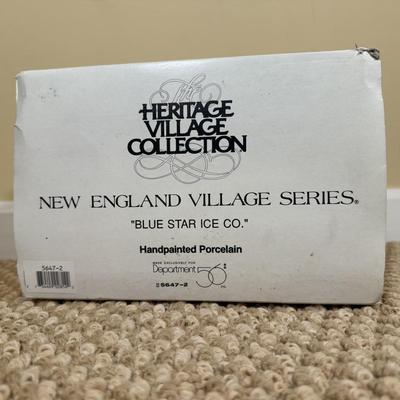 The
HERITAGE
VILLAGE
COLLECTION
NEW ENGLAND VILLAGE SERIES®
"BLUE STAR ICE CO."
Handpainted Porcelain
MADE EXCLUSIVELY FOR
Department 56
5647-2
5647-2